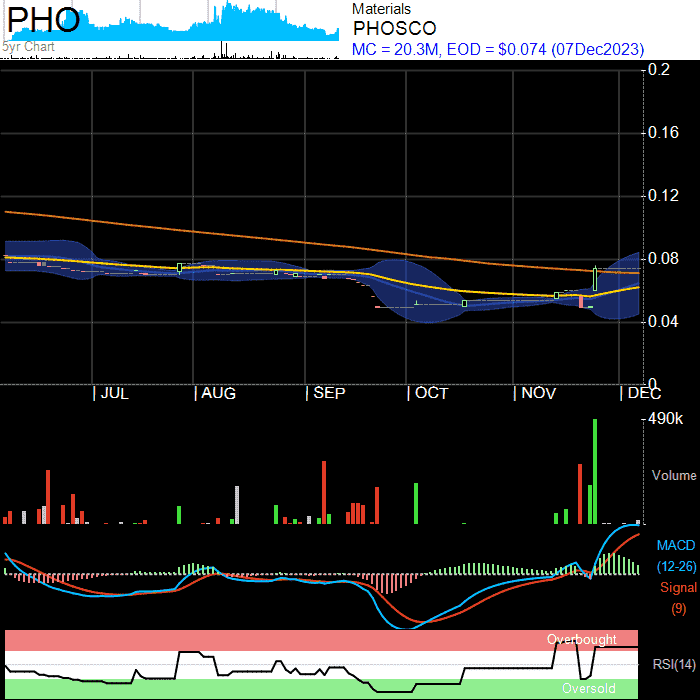 PHO
5yr Chart
Materials
PHOSCO
MC = 20.3M, EOD = $0.074 (07Dec2023)
0.2
0.16
0.12
0.08
0.04
0
JUL AUG SEP OCT NOV DEC
490k
Volume
MACD
(12-26)
Signal
(9)
Overbought
RSI(14)
Oversold